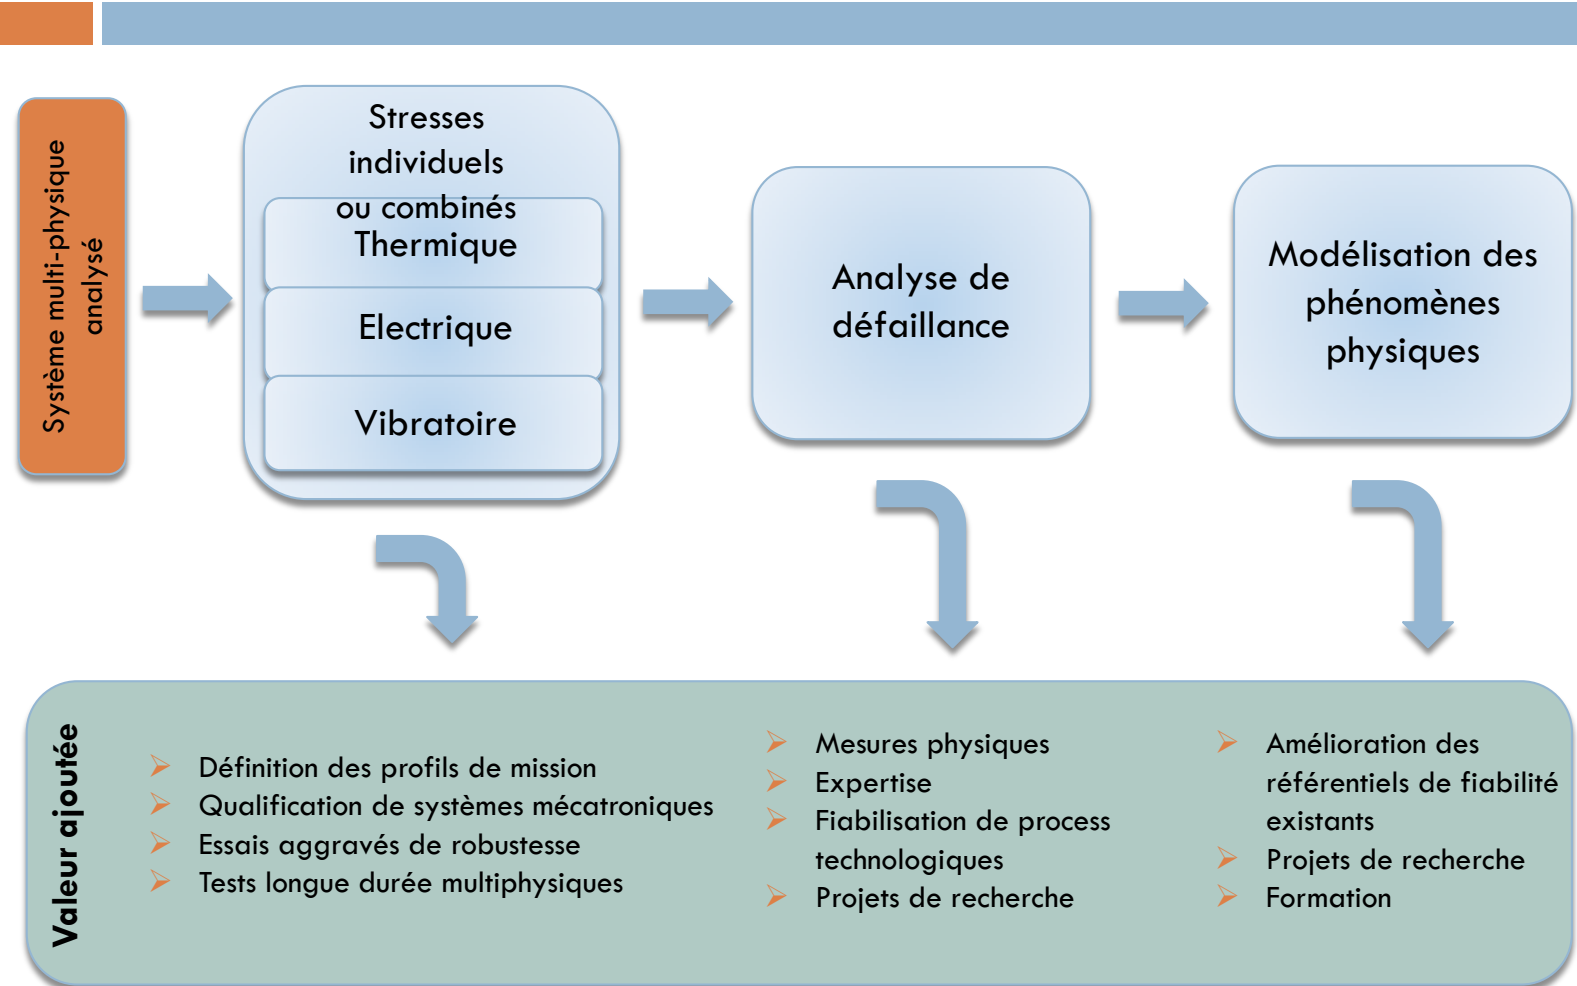 Système multi-physique
analysé
Stresses
individuels
ou combinés
Thermique
Electrique
Vibratoire
Analyse de
défaillance
Modélisation des
phénomènes
physiques
Valeur ajoutée
Définition des profils de mission
Qualification de systèmes mécatroniques
Essais aggravés de robustesse
Tests longue durée multiphysiques
Mesures physiques
Expertise
Fiabilisation de process
technologiques
Projets de recherche
Amélioration des
référentiels de fiabilité
existants
Projets de recherche
Formation